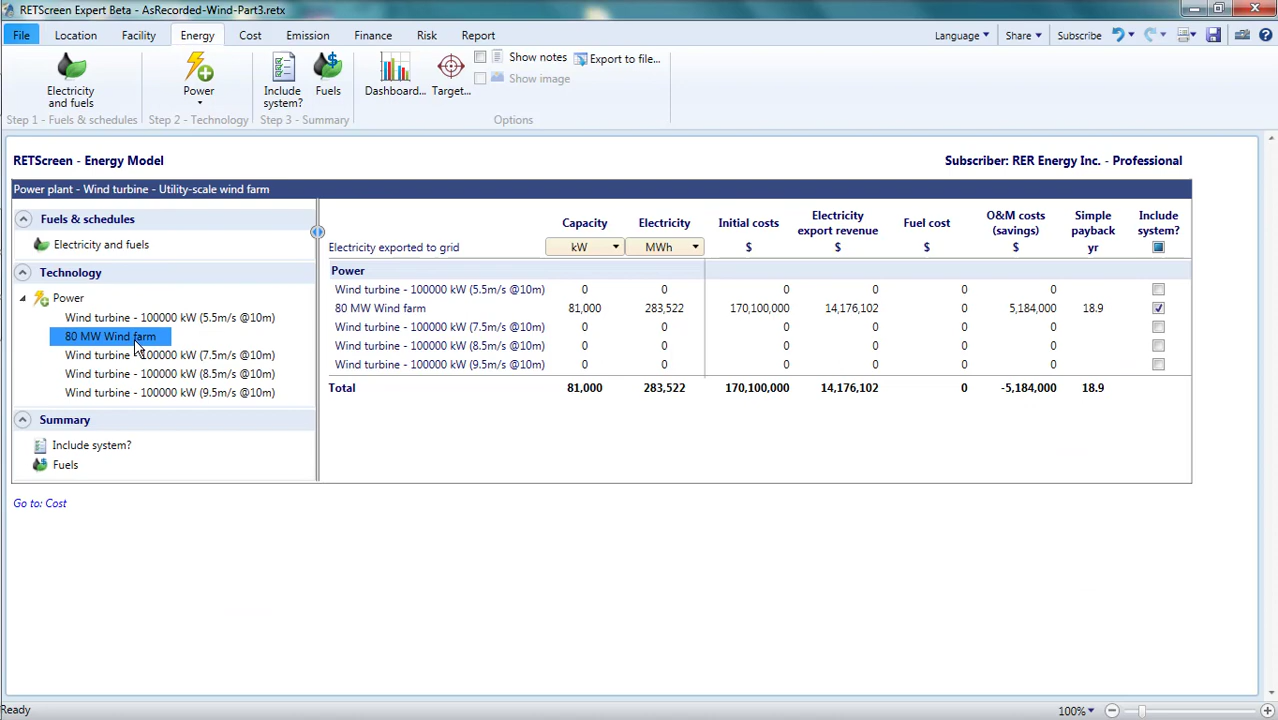 RETScreen Expert Beta - AsRecorded-Wind-Part3.retx
File Location Facility Energy Cost Emission Finance Risk Report Language Share Subscribe
Electricity and fuels
Power
Include system?
Fuels
Dashboard...
Target...
Show notes
Export to file...
Show image
Step 1 - Fuels & schedules
Step 2 - Technology
Step 3 - Summary
Options
RETScreen - Energy Model
Subscriber: RER Energy Inc. - Professional
Power plant - Wind turbine - Utility-scale wind farm
Fuels & schedules
Electricity and fuels
Technology
Power
Wind turbine - 100000 kW (5.5m/s @10m)
80 MW Wind farm
Wind turbine - 100000 kW (7.5m/s @10m)
Wind turbine - 100000 kW (8.5m/s @10m)
Wind turbine - 100000 kW (9.5m/s @10m)
Summary
Include system?
Fuels
Capacity Electricity Initial costs Electricity export revenue Fuel cost O&M costs (savings) Simple payback Include system?
Electricity exported to grid kW MWh $ $ $ $ yr
Power
Wind turbine - 100000 kW (5.5m/s @10m) 0 0 0 0 0 0
80 MW Wind farm 81,000 283,522 170,100,000 14,176,102 0 5,184,000 18.9
Wind turbine - 100000 kW (7.5m/s @10m) 0 0 0 0 0 0
Wind turbine - 100000 kW (8.5m/s @10m) 0 0 0 0 0 0
Wind turbine - 100000 kW (9.5m/s @10m) 0 0 0 0 0 0
Total 81,000 283,522 170,100,000 14,176,102 0 -5,184,000 18.9
Go to: Cost
Ready
100%